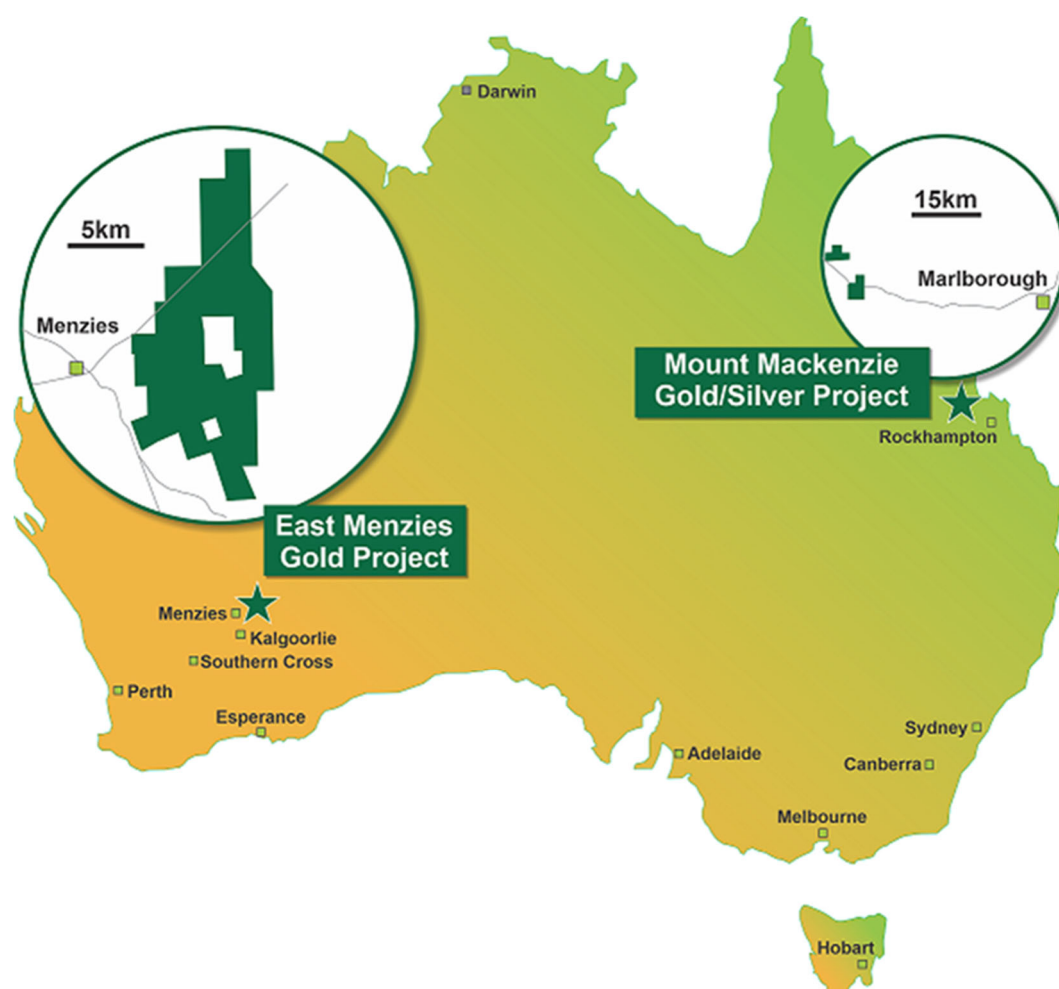 Darwin
5km
15km
Menzies
Marlborough
Mount Mackenzie
Gold/Silver Project
Rockhampton
East Menzies
Gold Project
Menzies
Kalgoorlie
Southern Cross
Perth
Esperance
Sydney
Adelaide
Canberra
Melbourne
Hobart